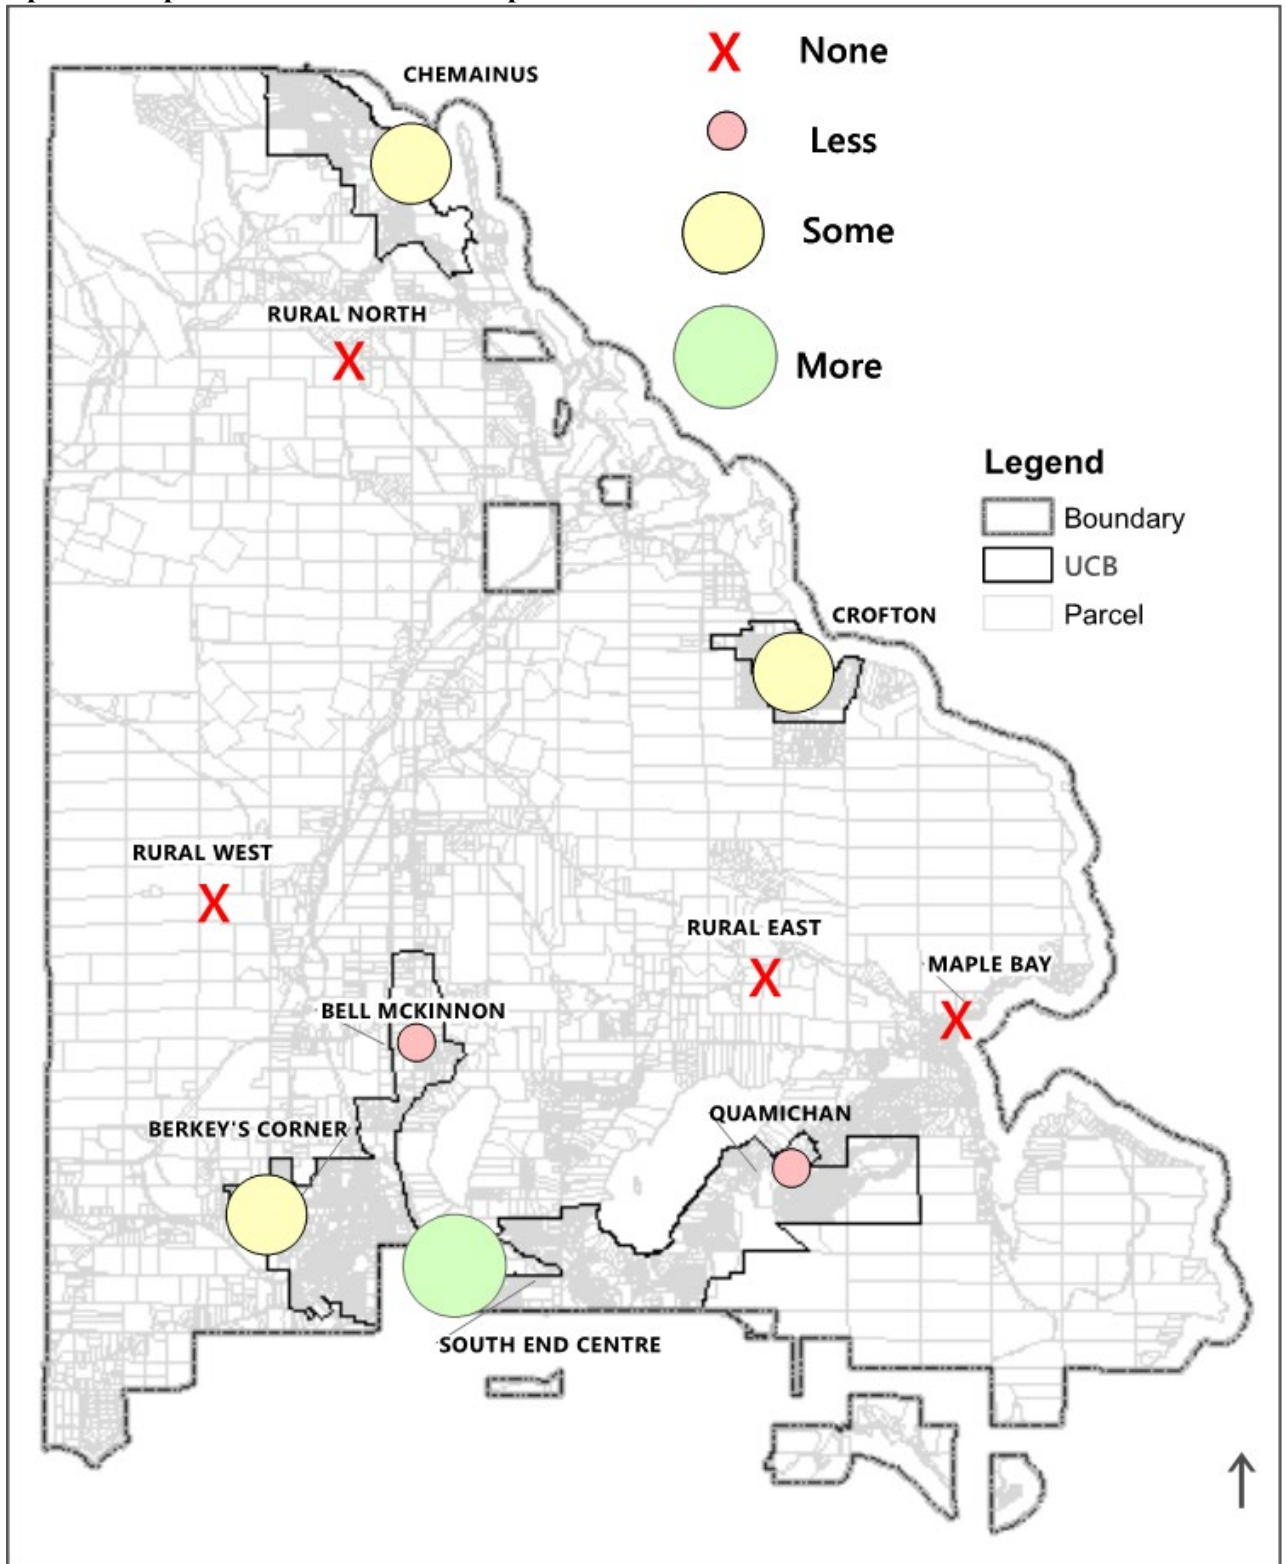 None
CHEMAINUS
Less
Some
RURAL NORTH
X
More
Legend
Boundary
UCB
Parcel
CROFTON
RURAL WEST
X
RURAL EAST
X
MAPLE BAY
X
BELL MCKINNON
QUAMICHAN
BERKEY'S CORNER
SOUTH END CENTRE